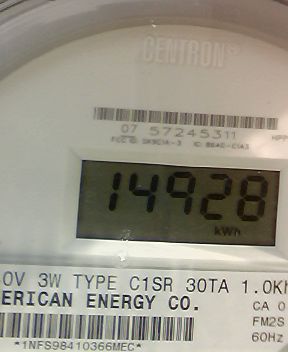 CENTRON®
07 57245311
14928
kWh
0V 3W TYPE C1SR 30TA 1.0Kh
ERICAN ENERGY CO.
CA 0
FM2S
60Hz
*1NFS98410366MEC*